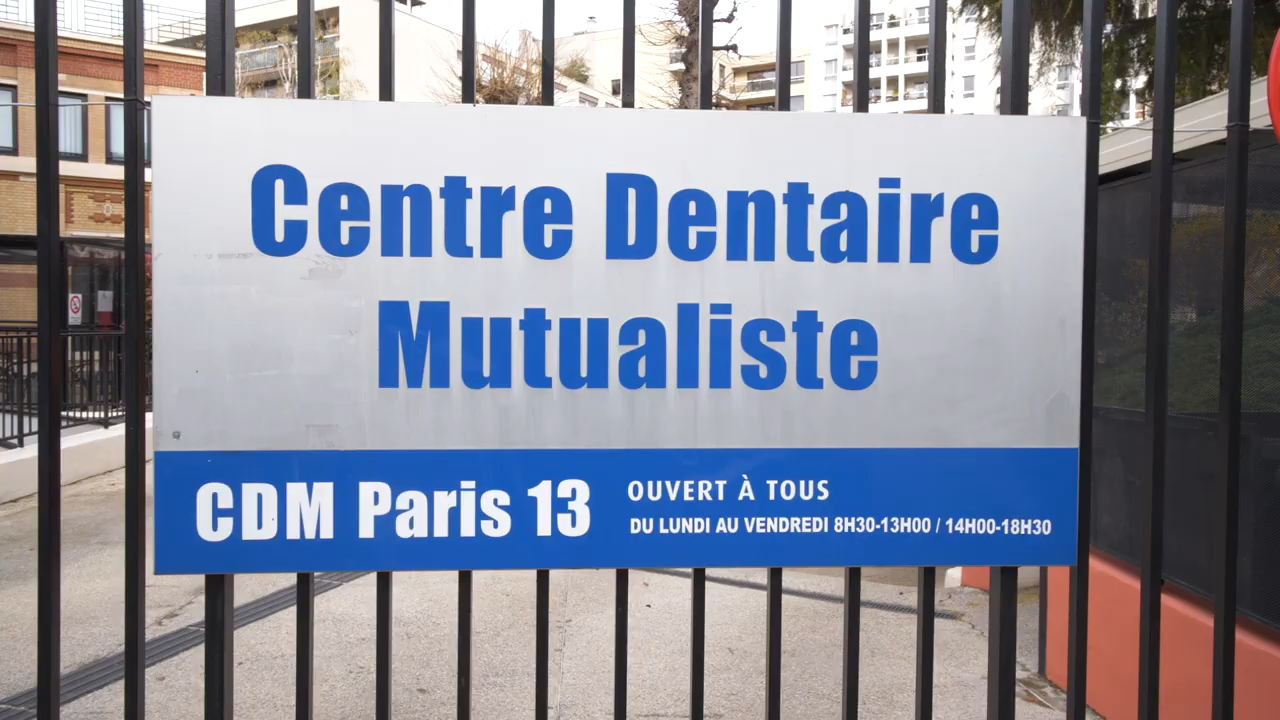 Centre Dentaire
Mutualiste
CDM Paris 13
OUVERT À TOUS
DU LUNDI AU VENDREDI 8H30-13H00 / 14H00-18H30